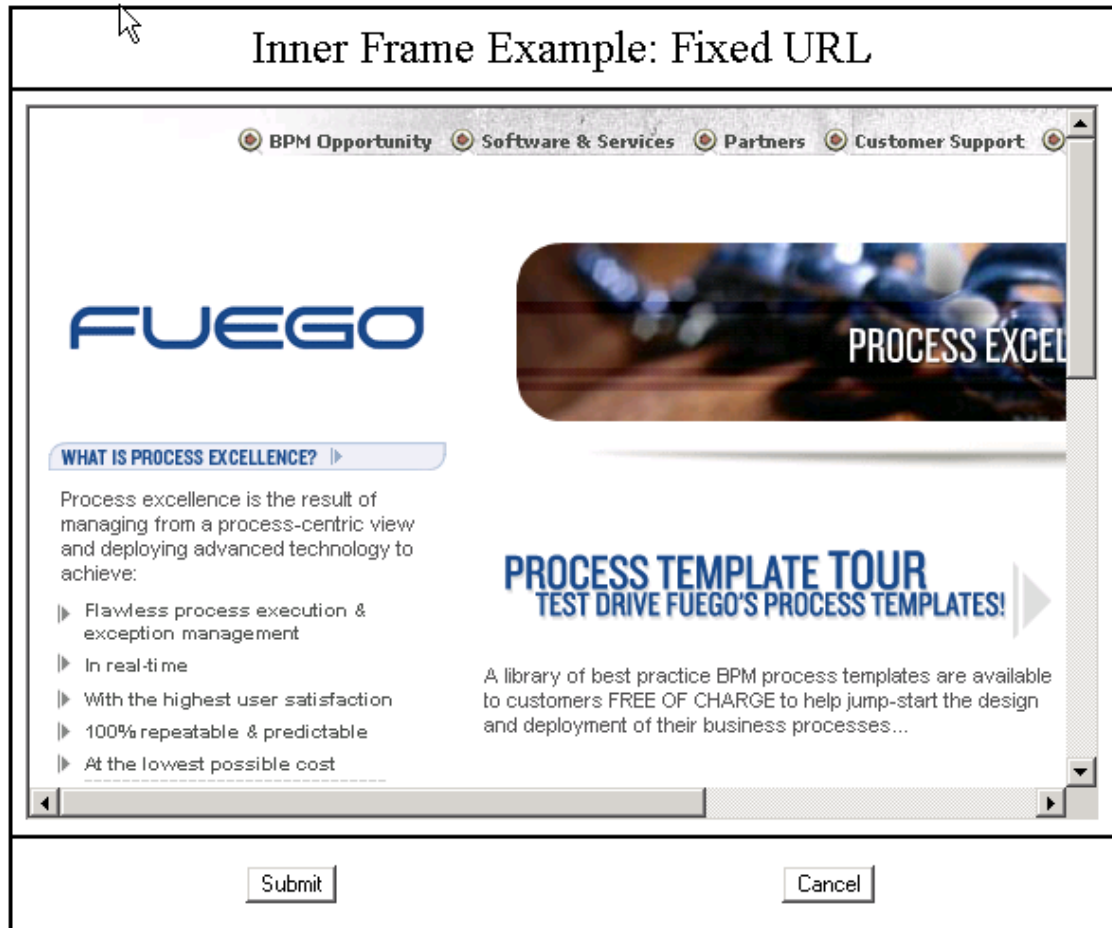 Inner Frame Example: Fixed URL
BPM Opportunity Software & Services Partners Customer Support
FUEGO
PROCESS EXCEL
WHAT IS PROCESS EXCELLENCE?
Process excellence is the result of
managing from a process-centric view
and deploying advanced technology to
achieve:
Flawless process execution &
exception management
In real-time
With the highest user satisfaction
100% repeatable & predictable
At the lowest possible cost
PROCESS TEMPLATE TOUR
TEST DRIVE FUEGO'S PROCESS TEMPLATES!
A library of best practice BPM process templates are available
to customers FREE OF CHARGE to help jump-start the design
and deployment of their business processes...
Submit Cancel